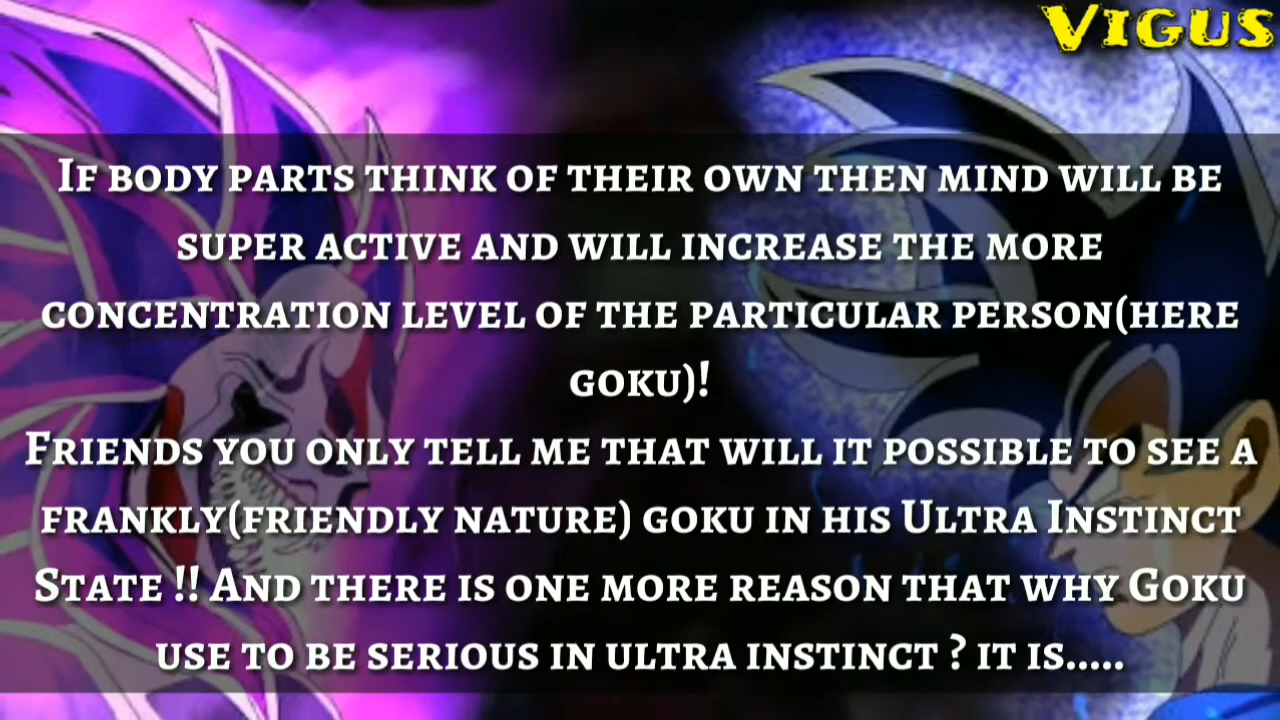 VIGUS
If body parts think of their own then mind will be
super active and will increase the more
concentration level of the particular person(here
goku)!
Friends you only tell me that will it possible to see a
frankly(friendly nature) goku in his Ultra Instinct
State !! And there is one more reason that why Goku
use to be serious in ultra instinct ? it is.....